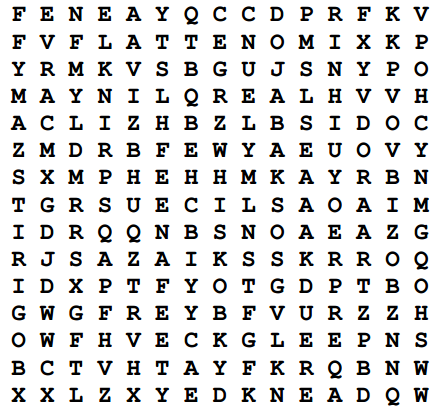 F E N E A Y Q C C D P R F K V
F V F L A T T E N O M I X K P
Y R M K V S B G U J S N Y P O
M A Y N I L Q R E A L H V V H
A C L I Z H B Z L B S I D O C
Z M D R B F E W Y A E U O V Y
S X M P H E H H M K A Y R B N
T G R S U E C I L S A O A I M
I D R Q Q N B S N O A E A Z G
R J S A Z A I K S S K R R O Q
I D X P T F Y O T G D P T B O
G W G F R E Y B F V U R Z Z H
O W F H V E C K G L E E P N S
B C T V H T A Y F K R Q B N W
X X L Z X Y E D K N E A D Q W